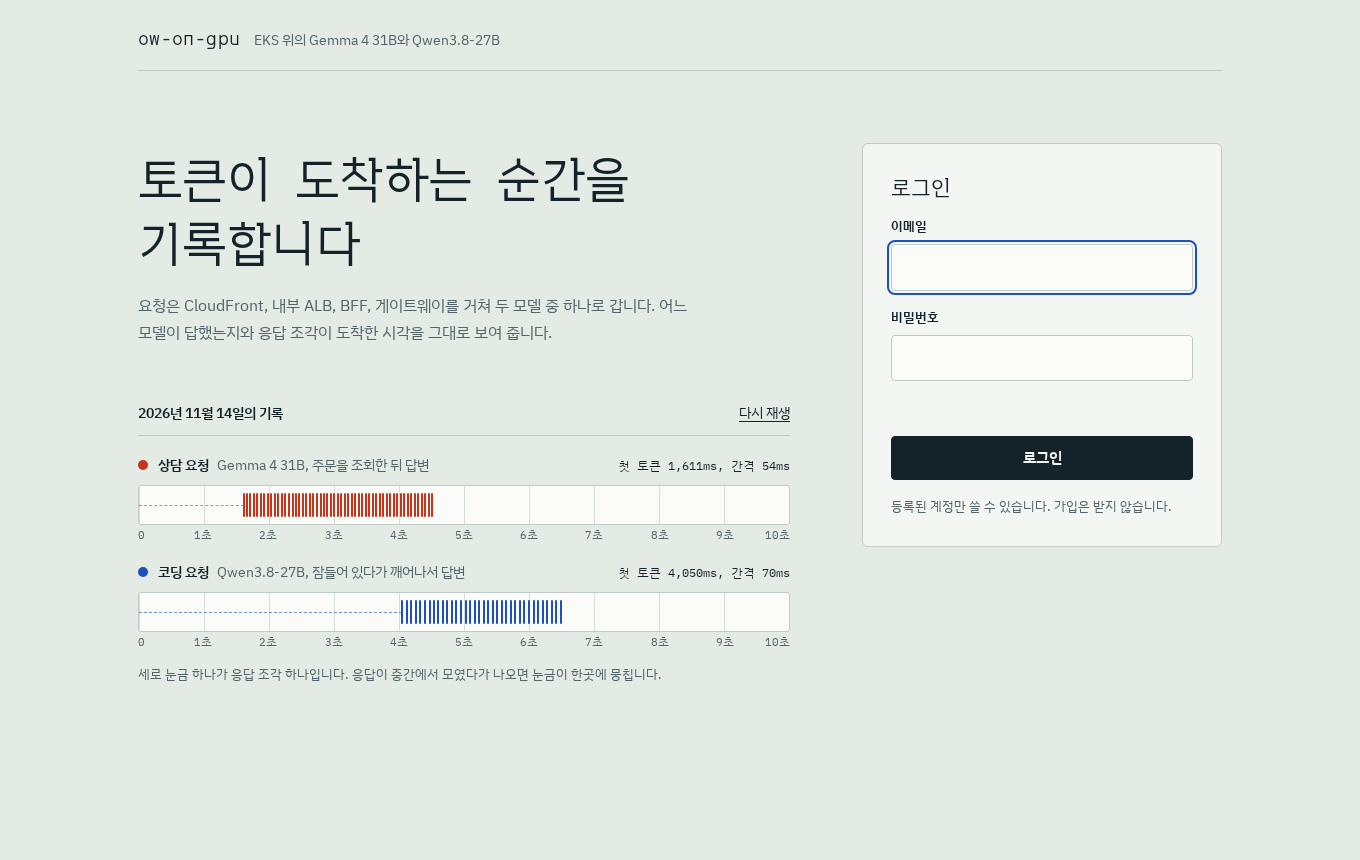 ow-on-gpu EKS 위의 Gemma 4 31B와 Qwen3.8-27B
토큰이 도착하는 순간을
기록합니다
요청은 CloudFront, 내부 ALB, BFF, 게이트웨이를 거쳐 두 모델 중 하나로 갑니다. 어느
모델이 답했는지와 응답 조각이 도착한 시각을 그대로 보여 줍니다.
2026년 11월 14일의 기록 다시 재생
상담 요청 Gemma 4 31B, 주문을 조회한 뒤 답변 첫 토큰 1,611ms, 간격 54ms
0 1초 2초 3초 4초 5초 6초 7초 8초 9초 10초
코딩 요청 Qwen3.8-27B, 잠들어 있다가 깨어나서 답변 첫 토큰 4,050ms, 간격 70ms
0 1초 2초 3초 4초 5초 6초 7초 8초 9초 10초
세로 눈금 하나가 응답 조각 하나입니다. 응답이 중간에서 모였다가 나오면 눈금이 한곳에 뭉칩니다.
로그인
이메일
비밀번호
로그인
등록된 계정만 쓸 수 있습니다. 가입은 받지 않습니다.